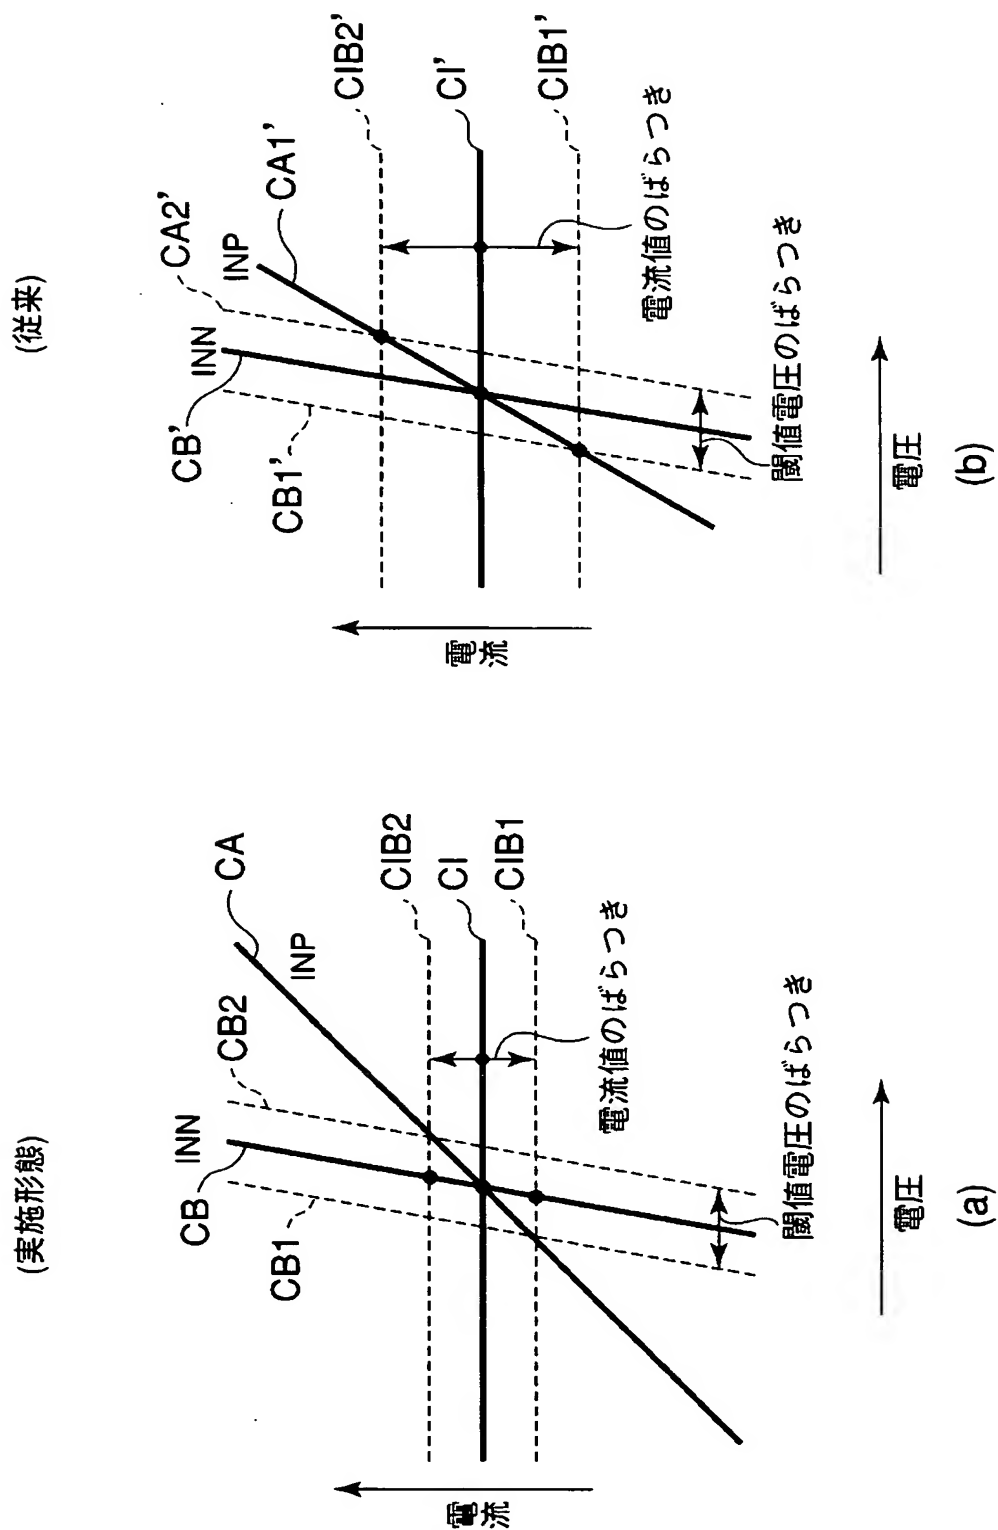 (実施形態)
INN
CB
CB1
CB2
INP
CA
CIB2
CI
CIB1
電流値のばらつき
閾値電圧のばらつき
電流
電圧
(a)
(従来)
INN
CB'
CB1'
CA2'
INP
CA1'
CIB2'
CI'
CIB1'
電流値のばらつき
閾値電圧のばらつき
電流
電圧
(b)